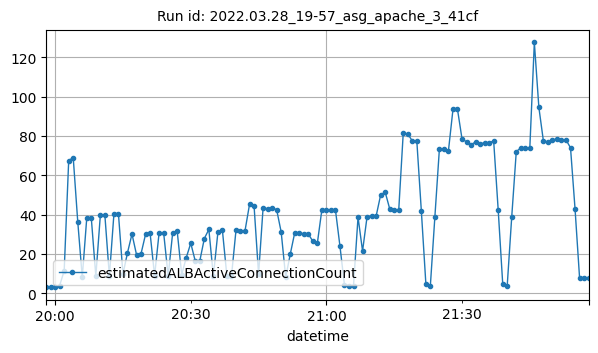 Run id: 2022.03.28_19-57_asg_apache_3_41cf
120
100
80
60
40
20
0
estimatedALBActiveConnectionCount
20:00 20:30 21:00 21:30
datetime